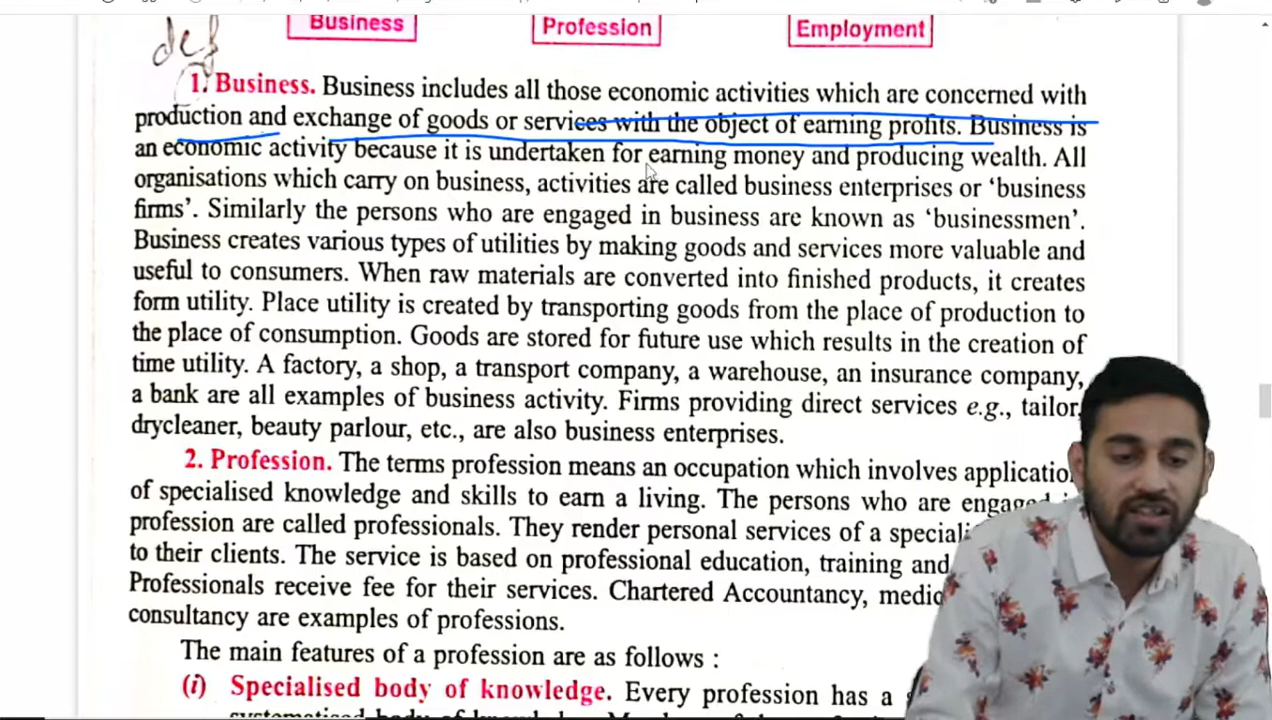 Business Profession Employment
def
1. Business. Business includes all those economic activities which are concerned with
production and exchange of goods or services with the object of earning profits. Business is
an economic activity because it is undertaken for earning money and producing wealth. All
organisations which carry on business, activities are called business enterprises or ‘business
firms’. Similarly the persons who are engaged in business are known as ‘businessmen’.
Business creates various types of utilities by making goods and services more valuable and
useful to consumers. When raw materials are converted into finished products, it creates
form utility. Place utility is created by transporting goods from the place of production to
the place of consumption. Goods are stored for future use which results in the creation of
time utility. A factory, a shop, a transport company, a warehouse, an insurance company,
a bank are all examples of business activity. Firms providing direct services e.g., tailor,
drycleaner, beauty parlour, etc., are also business enterprises.
2. Profession. The terms profession means an occupation which involves application
of specialised knowledge and skills to earn a living. The persons who are
profession are called professionals. They render personal services of a
to their clients. The service is based on professional education, training and
Professionals receive fee for their services. Chartered Accountancy,
consultancy are examples of professions.
The main features of a profession are as follows :
(i) Specialised body of knowledge. Every profession has a